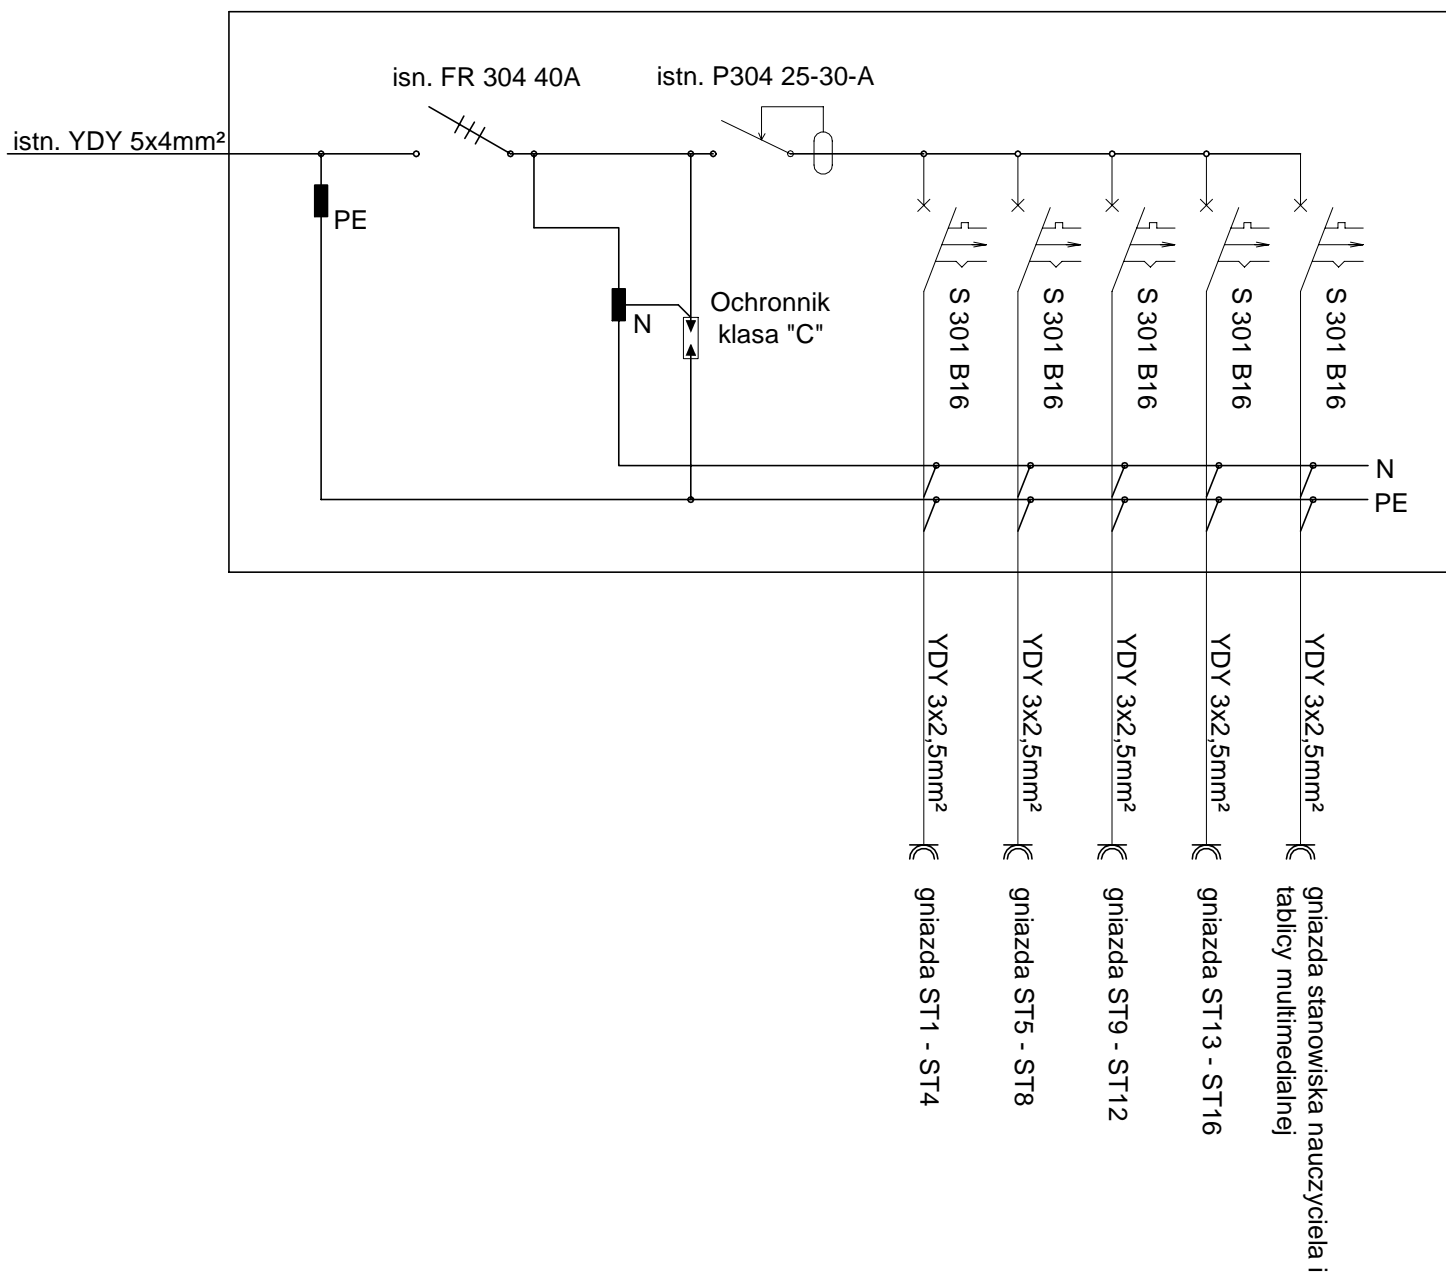 isn. FR 304 40A
istn. P304 25-30-A
istn. YDY 5x4mm²
PE
N
Ochronnik
klasa "C"
S 301 B16
S 301 B16
S 301 B16
S 301 B16
S 301 B16
N
PE
YDY 3x2,5mm²
YDY 3x2,5mm²
YDY 3x2,5mm²
YDY 3x2,5mm²
YDY 3x2,5mm²
gniazda ST1 - ST4
gniazda ST5 - ST8
gniazda ST9 - ST12
gniazda ST13 - ST16
gniazda stanowiska nauczyciela i
tablicy multimedialnej